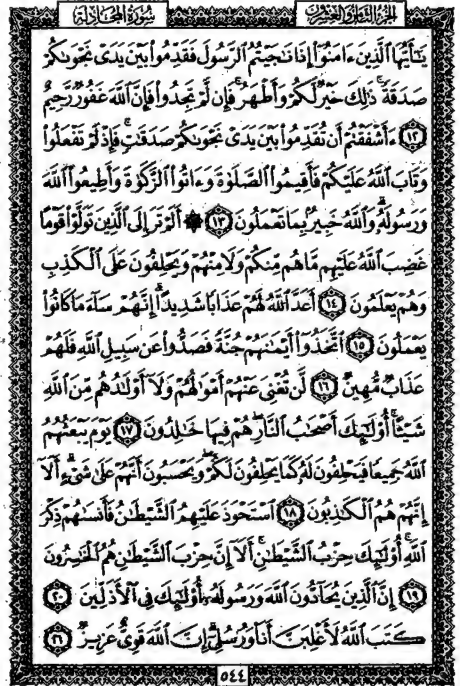 الجزء الثامن والعشرون
سورة المجادلة
يَٰٓأَيُّهَا ٱلَّذِينَ ءَامَنُوٓا۟ إِذَا نَٰجَيْتُمُ ٱلرَّسُولَ فَقَدِّمُوا۟ بَيْنَ يَدَىْ نَجْوَىٰكُمْ
صَدَقَةً ۚ ذَٰلِكَ خَيْرٌ لَّكُمْ وَأَطْهَرُ ۚ فَإِن لَّمْ تَجِدُوا۟ فَإِنَّ ٱللَّهَ غَفُورٌ رَّحِيمٌ
١٢ ءَأَشْفَقْتُمْ أَن تُقَدِّمُوا۟ بَيْنَ يَدَىْ نَجْوَىٰكُمْ صَدَقَٰتٍ ۚ فَإِذْ لَمْ تَفْعَلُوا۟
وَتَابَ ٱللَّهُ عَلَيْكُمْ فَأَقِيمُوا۟ ٱلصَّلَوٰةَ وَءَاتُوا۟ ٱلزَّكَوٰةَ وَأَطِيعُوا۟ ٱللَّهَ
وَرَسُولَهُۥ ۚ وَٱللَّهُ خَبِيرٌۢ بِمَا تَعْمَلُونَ ١٣ ۞ أَلَمْ تَرَ إِلَى ٱلَّذِينَ تَوَلَّوْا۟ قَوْمًا
غَضِبَ ٱللَّهُ عَلَيْهِم مَّا هُم مِّنكُمْ وَلَا مِنْهُمْ وَيَحْلِفُونَ عَلَى ٱلْكَذِبِ
وَهُمْ يَعْلَمُونَ ١٤ أَعَدَّ ٱللَّهُ لَهُمْ عَذَابًا شَدِيدًا ۖ إِنَّهُمْ سَآءَ مَا كَانُوا۟
يَعْمَلُونَ ١٥ ٱتَّخَذُوٓا۟ أَيْمَٰنَهُمْ جُنَّةً فَصَدُّوا۟ عَن سَبِيلِ ٱللَّهِ فَلَهُمْ
عَذَابٌ مُّهِينٌ ١٦ لَّن تُغْنِىَ عَنْهُمْ أَمْوَٰلُهُمْ وَلَآ أَوْلَٰدُهُم مِّنَ ٱللَّهِ
شَيْـًٔا ۚ أُو۟لَٰٓئِكَ أَصْحَٰبُ ٱلنَّارِ ۖ هُمْ فِيهَا خَٰلِدُونَ ١٧ يَوْمَ يَبْعَثُهُمُ
ٱللَّهُ جَمِيعًا فَيَحْلِفُونَ لَهُۥ كَمَا يَحْلِفُونَ لَكُمْ ۖ وَيَحْسَبُونَ أَنَّهُمْ عَلَىٰ شَىْءٍ ۚ أَلَآ
إِنَّهُمْ هُمُ ٱلْكَٰذِبُونَ ١٨ ٱسْتَحْوَذَ عَلَيْهِمُ ٱلشَّيْطَٰنُ فَأَنسَىٰهُمْ ذِكْرَ
ٱللَّهِ ۚ أُو۟لَٰٓئِكَ حِزْبُ ٱلشَّيْطَٰنِ ۚ أَلَآ إِنَّ حِزْبَ ٱلشَّيْطَٰنِ هُمُ ٱلْخَٰسِرُونَ
١٩ إِنَّ ٱلَّذِينَ يُحَآدُّونَ ٱللَّهَ وَرَسُولَهُۥٓ أُو۟لَٰٓئِكَ فِى ٱلْأَذَلِّينَ ٢٠
كَتَبَ ٱللَّهُ لَأَغْلِبَنَّ أَنَا۠ وَرُسُلِىٓ ۚ إِنَّ ٱللَّهَ قَوِىٌّ عَزِيزٌ ٢١
٥٤٤